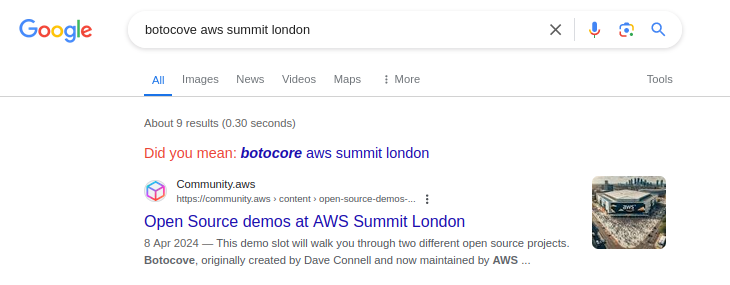 Google
botocove aws summit london
All Images News Videos Maps More Tools
About 9 results (0.30 seconds)
Did you mean: botocore aws summit london
Community.aws
https://community.aws › content › open-source-demos-...
Open Source demos at AWS Summit London
8 Apr 2024 — This demo slot will walk you through two different open source projects.
Botocove, originally created by Dave Connell and now maintained by AWS ...
aws